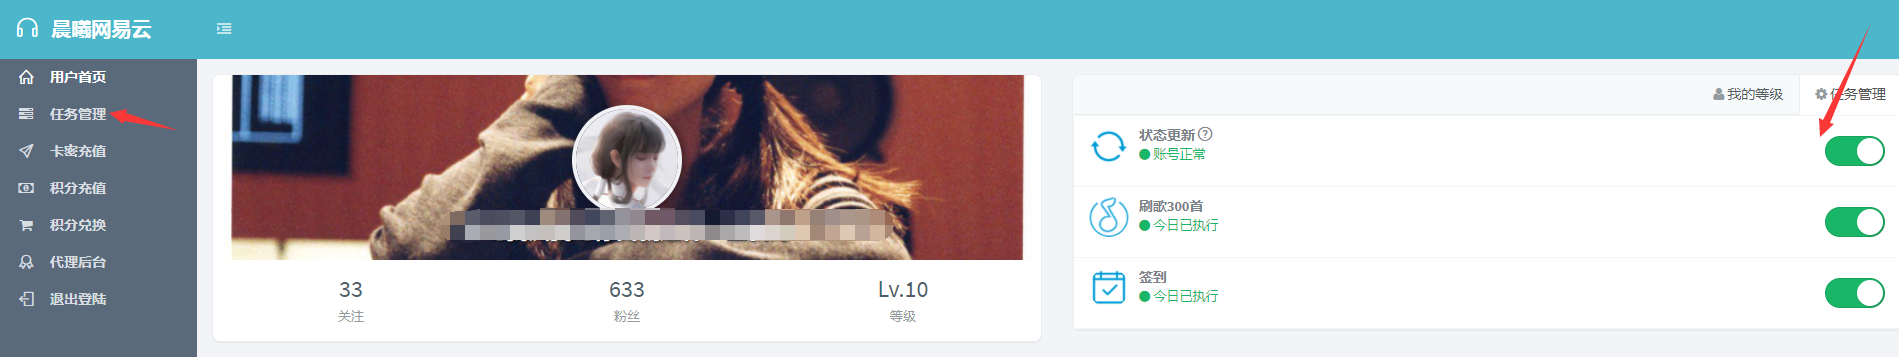 晨曦网易云
用户首页
任务管理
卡密充值
积分充值
积分兑换
代理后台
退出登陆
33
关注
633
粉丝
Lv.10
等级
我的等级
任务管理
状态更新
账号正常
刷歌300首
今日已执行
签到
今日已执行